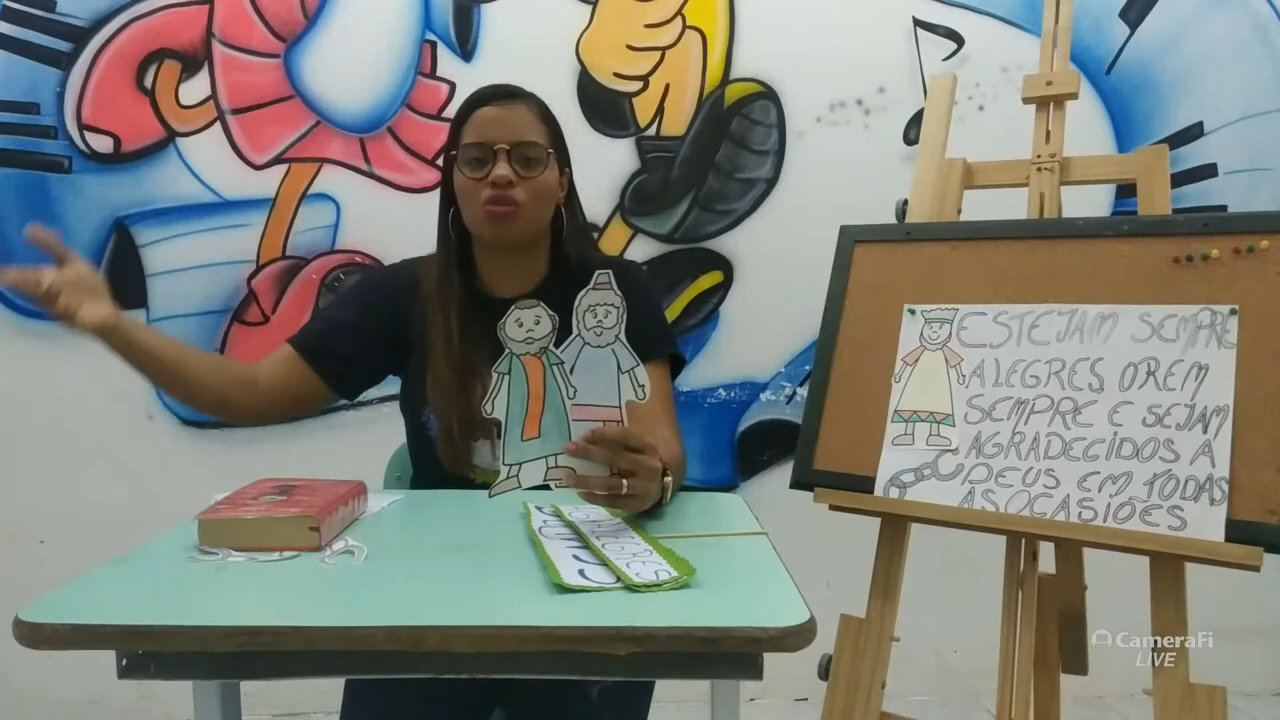 ESTEJAM SEMPRE
ALEGRES, OREM
SEMPRE E SEJAM
AGRADECIDOS A
DEUS EM TODAS
AS OCASIÕES
CameraFi
LIVE